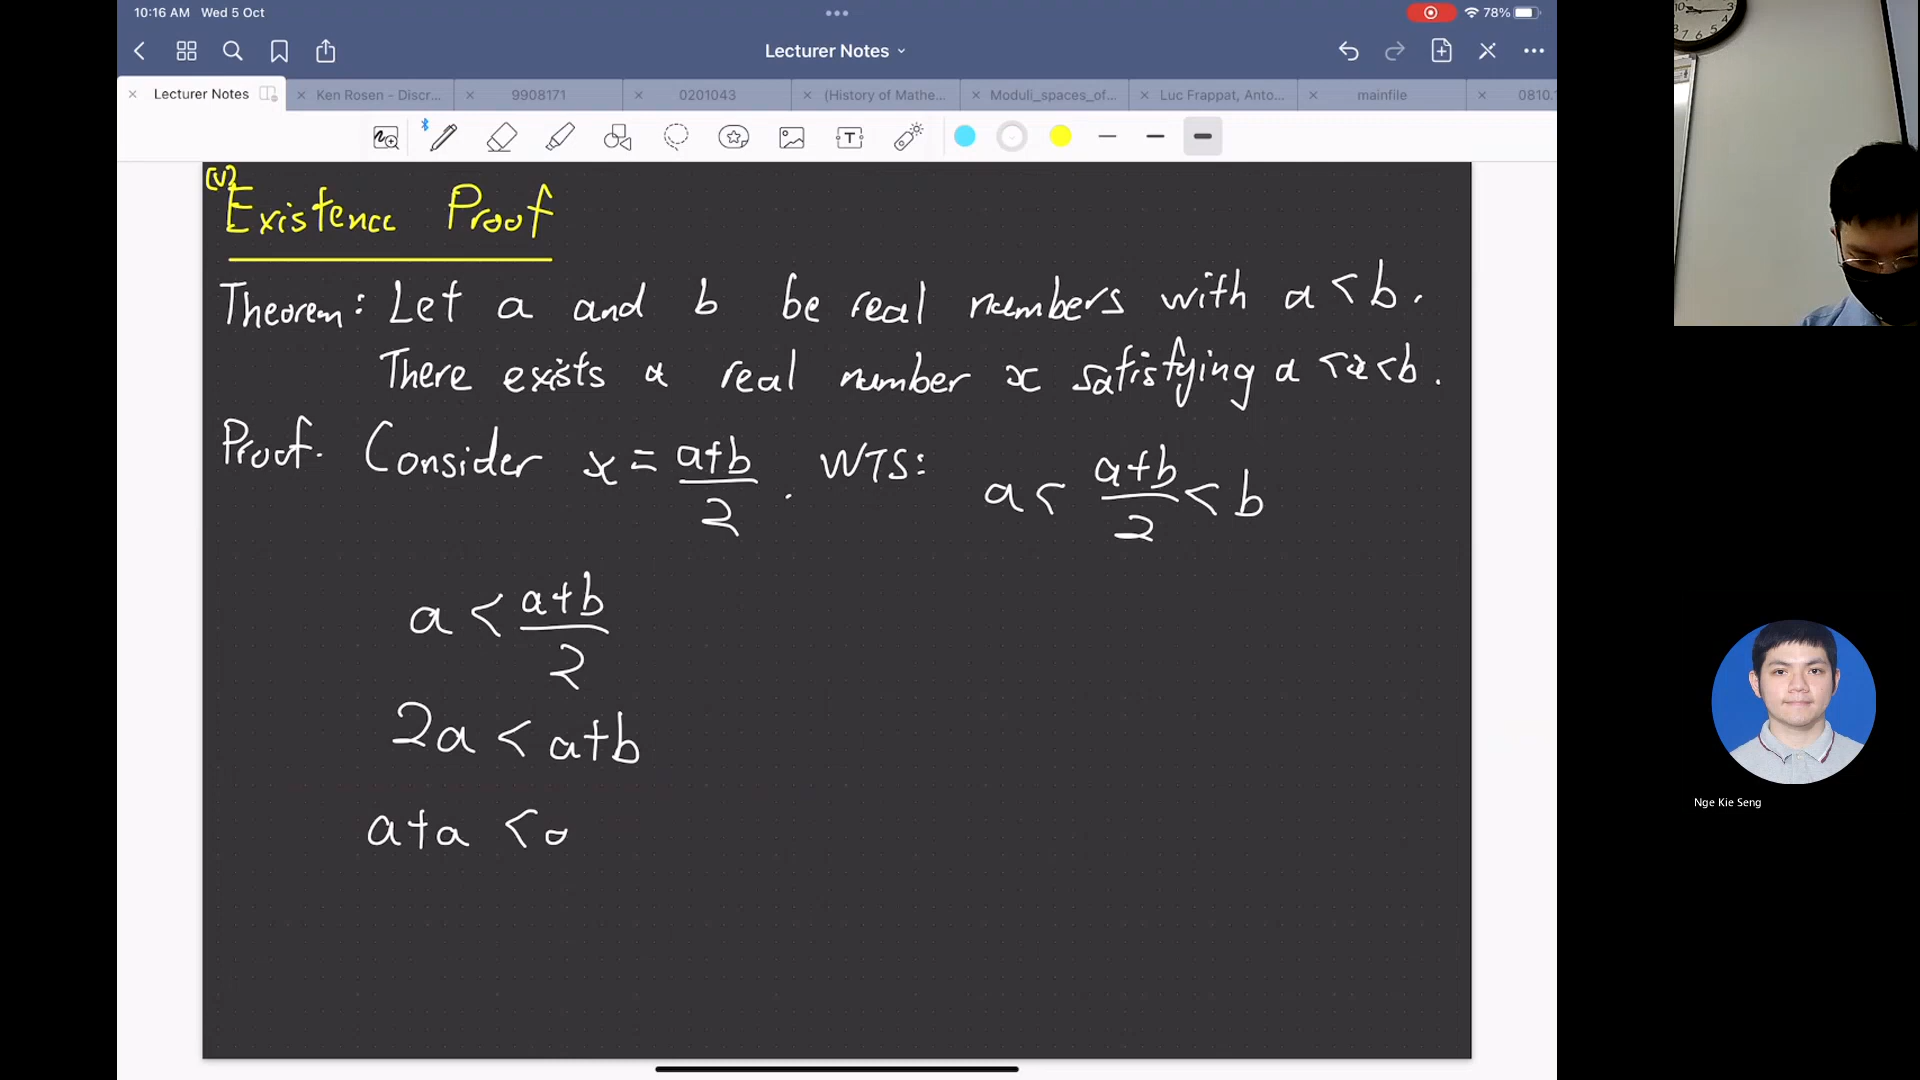 10:16 AM Wed 5 Oct
78%
Lecturer Notes
Lecturer Notes
Ken Rosen - Discr...
9908171
0201043
(History of Mathe...
Moduli_spaces_of...
Luc Frappat, Anto...
mainfile
0810.
(V)
Existence Proof
Theorem: Let a and b be real numbers with a < b.
There exists a real number x satisfying a < x < b.
Proof. Consider x = (a+b)/2 . WTS: a < (a+b)/2 < b
a < (a+b)/2
2a < a+b
a+a < a
Nge Kie Seng